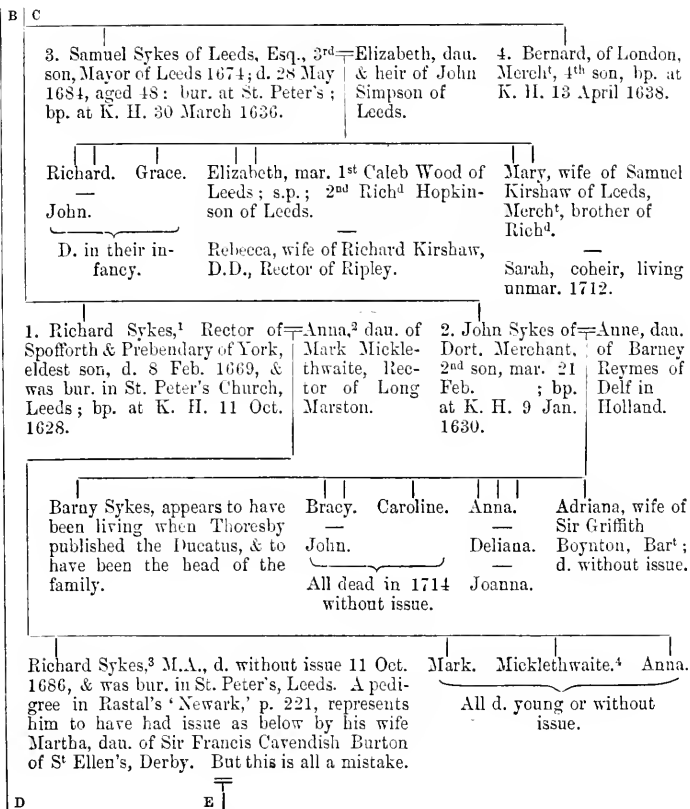 B C
3. Samuel Sykes of Leeds, Esq., 3rd
son, Mayor of Leeds 1674; d. 28 May
1684, aged 48: bur. at St. Peter's;
bp. at K. H. 30 March 1636.
Elizabeth, dau.
& heir of John
Simpson of
Leeds.
4. Bernard, of London,
Mercht, 4th son, bp. at
K. H. 13 April 1638.
Richard.
—
John.
Grace.
D. in their in-
fancy.
Elizabeth, mar. 1st Caleb Wood of
Leeds; s.p.; 2nd Richd Hopkin-
son of Leeds.
—
Rebecca, wife of Richard Kirshaw,
D.D., Rector of Ripley.
Mary, wife of Samuel
Kirshaw of Leeds,
Mercht, brother of
Richd.
—
Sarah, coheir, living
unmar. 1712.
1. Richard Sykes,1 Rector of
Spofforth & Prebendary of York,
eldest son, d. 8 Feb. 1669, &
was bur. in St. Peter's Church,
Leeds; bp. at K. H. 11 Oct.
1628.
Anna,2 dau. of
Mark Mickle-
thwaite, Rec-
tor of Long
Marston.
2. John Sykes of
Dort. Merchant,
2nd son, mar. 21
Feb. ; bp.
at K. H. 9 Jan.
1630.
Anne, dau.
of Barney
Reymes of
Delf in
Holland.
Barny Sykes, appears to have
been living when Thoresby
published the Ducatus, & to
have been the head of the
family.
Bracy.
—
John.
Caroline.
All dead in 1714
without issue.
Anna.
—
Deliana.
—
Joanna.
Adriana, wife of
Sir Griffith
Boynton, Bart;
d. without issue.
Richard Sykes,3 M.A., d. without issue 11 Oct.
1686, & was bur. in St. Peter's, Leeds. A pedi-
gree in Rastal's 'Newark,' p. 221, represents
him to have had issue as below by his wife
Martha, dau. of Sir Francis Cavendish Burton
of St Ellen's, Derby. But this is all a mistake.
Mark. Micklethwaite.4 Anna.
All d. young or without
issue.
D E